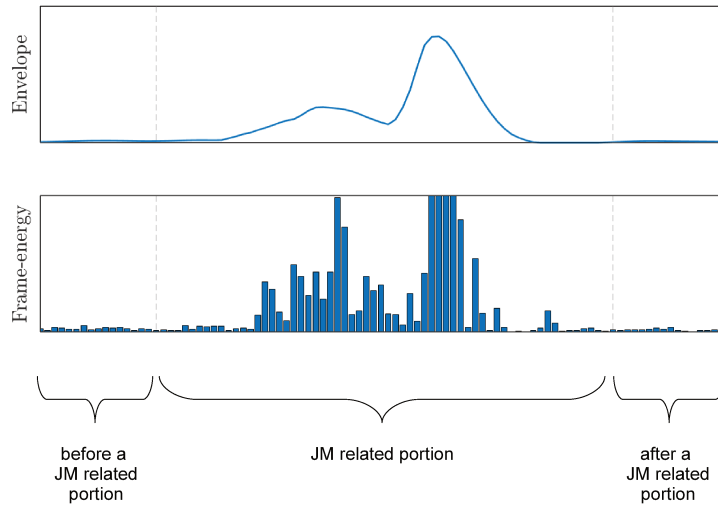 Envelope
Frame-energy
before a
JM related
portion
JM related portion
after a
JM related
portion